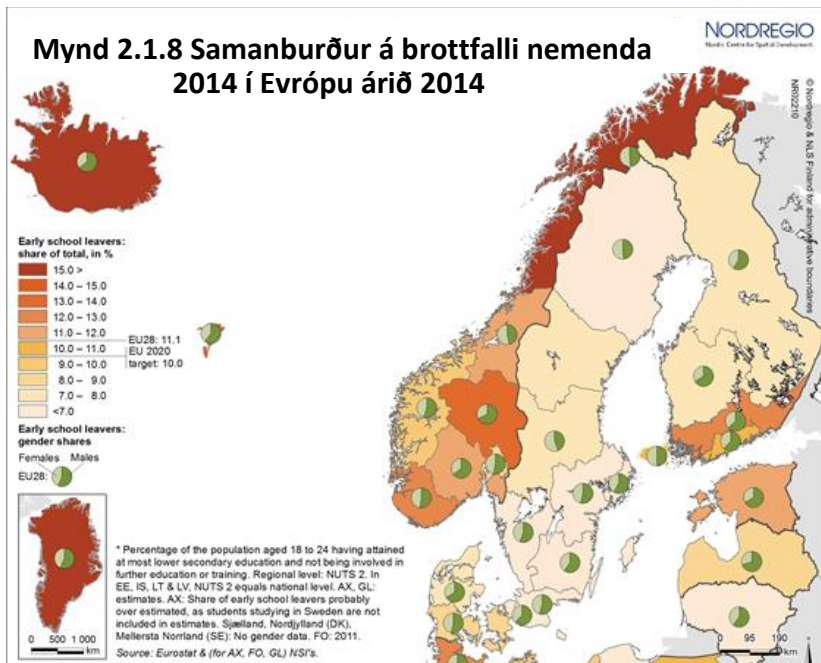 Mynd 2.1.8 Samanburður á brottfalli nemenda
2014 í Evrópu árið 2014
NORDREGIO
Nordic Centre for Spatial Development
© Nordregio & NLS Finland for administrative boundaries
NR02210
Early school leavers:
share of total, in %
15.0 >
14.0 – 15.0
13.0 – 14.0
12.0 – 13.0
11.0 – 12.0
10.0 – 11.0
9.0 – 10.0
8.0 – 9.0
7.0 – 8.0
<7.0
EU28: 11,1
EU 2020
target: 10.0
Early school leavers:
gender shares
Females Males
EU28:
0 500 1 000
km
* Percentage of the population aged 18 to 24 having attained
at most lower secondary education and not being involved in
further education or training. Regional level: NUTS 2. In
EE, IS, LT & LV, NUTS 2 equals national level. AX, GL:
estimates. AX: Share of early school leavers probably
over estimated, as students studying in Sweden are not
included in estimates. Sjælland, Nordjylland (DK),
Mellersta Norrland (SE): No gender data. FO: 2011.
Source: Eurostat & (for AX, FO, GL) NSI's.
0 95 190
km